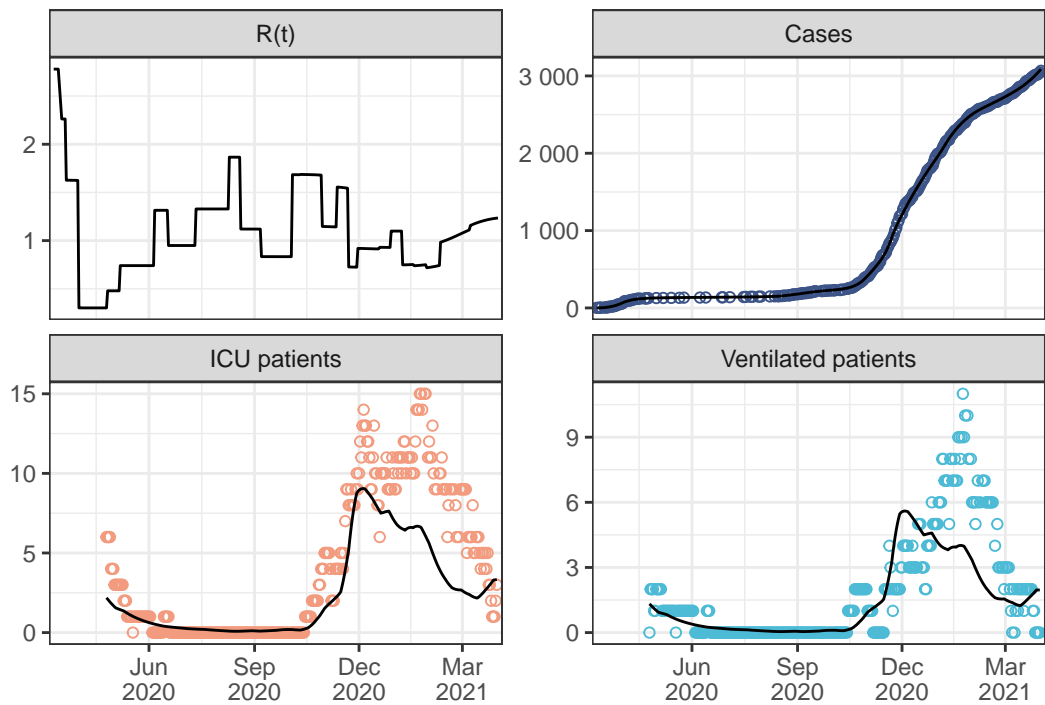 R(t)
Cases
2
1
3 000
2 000
1 000
0
ICU patients
Ventilated patients
15
10
5
0
9
6
3
0
Jun Sep Dec Mar
2020 2020 2020 2021
Jun Sep Dec Mar
2020 2020 2020 2021